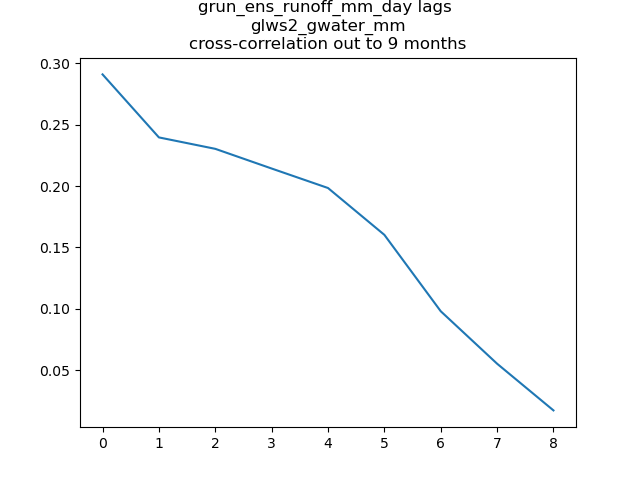 grun_ens_runoff_mm_day lags
glws2_gwater_mm
cross-correlation out to 9 months
0.30
0.25
0.20
0.15
0.10
0.05
0 1 2 3 4 5 6 7 8